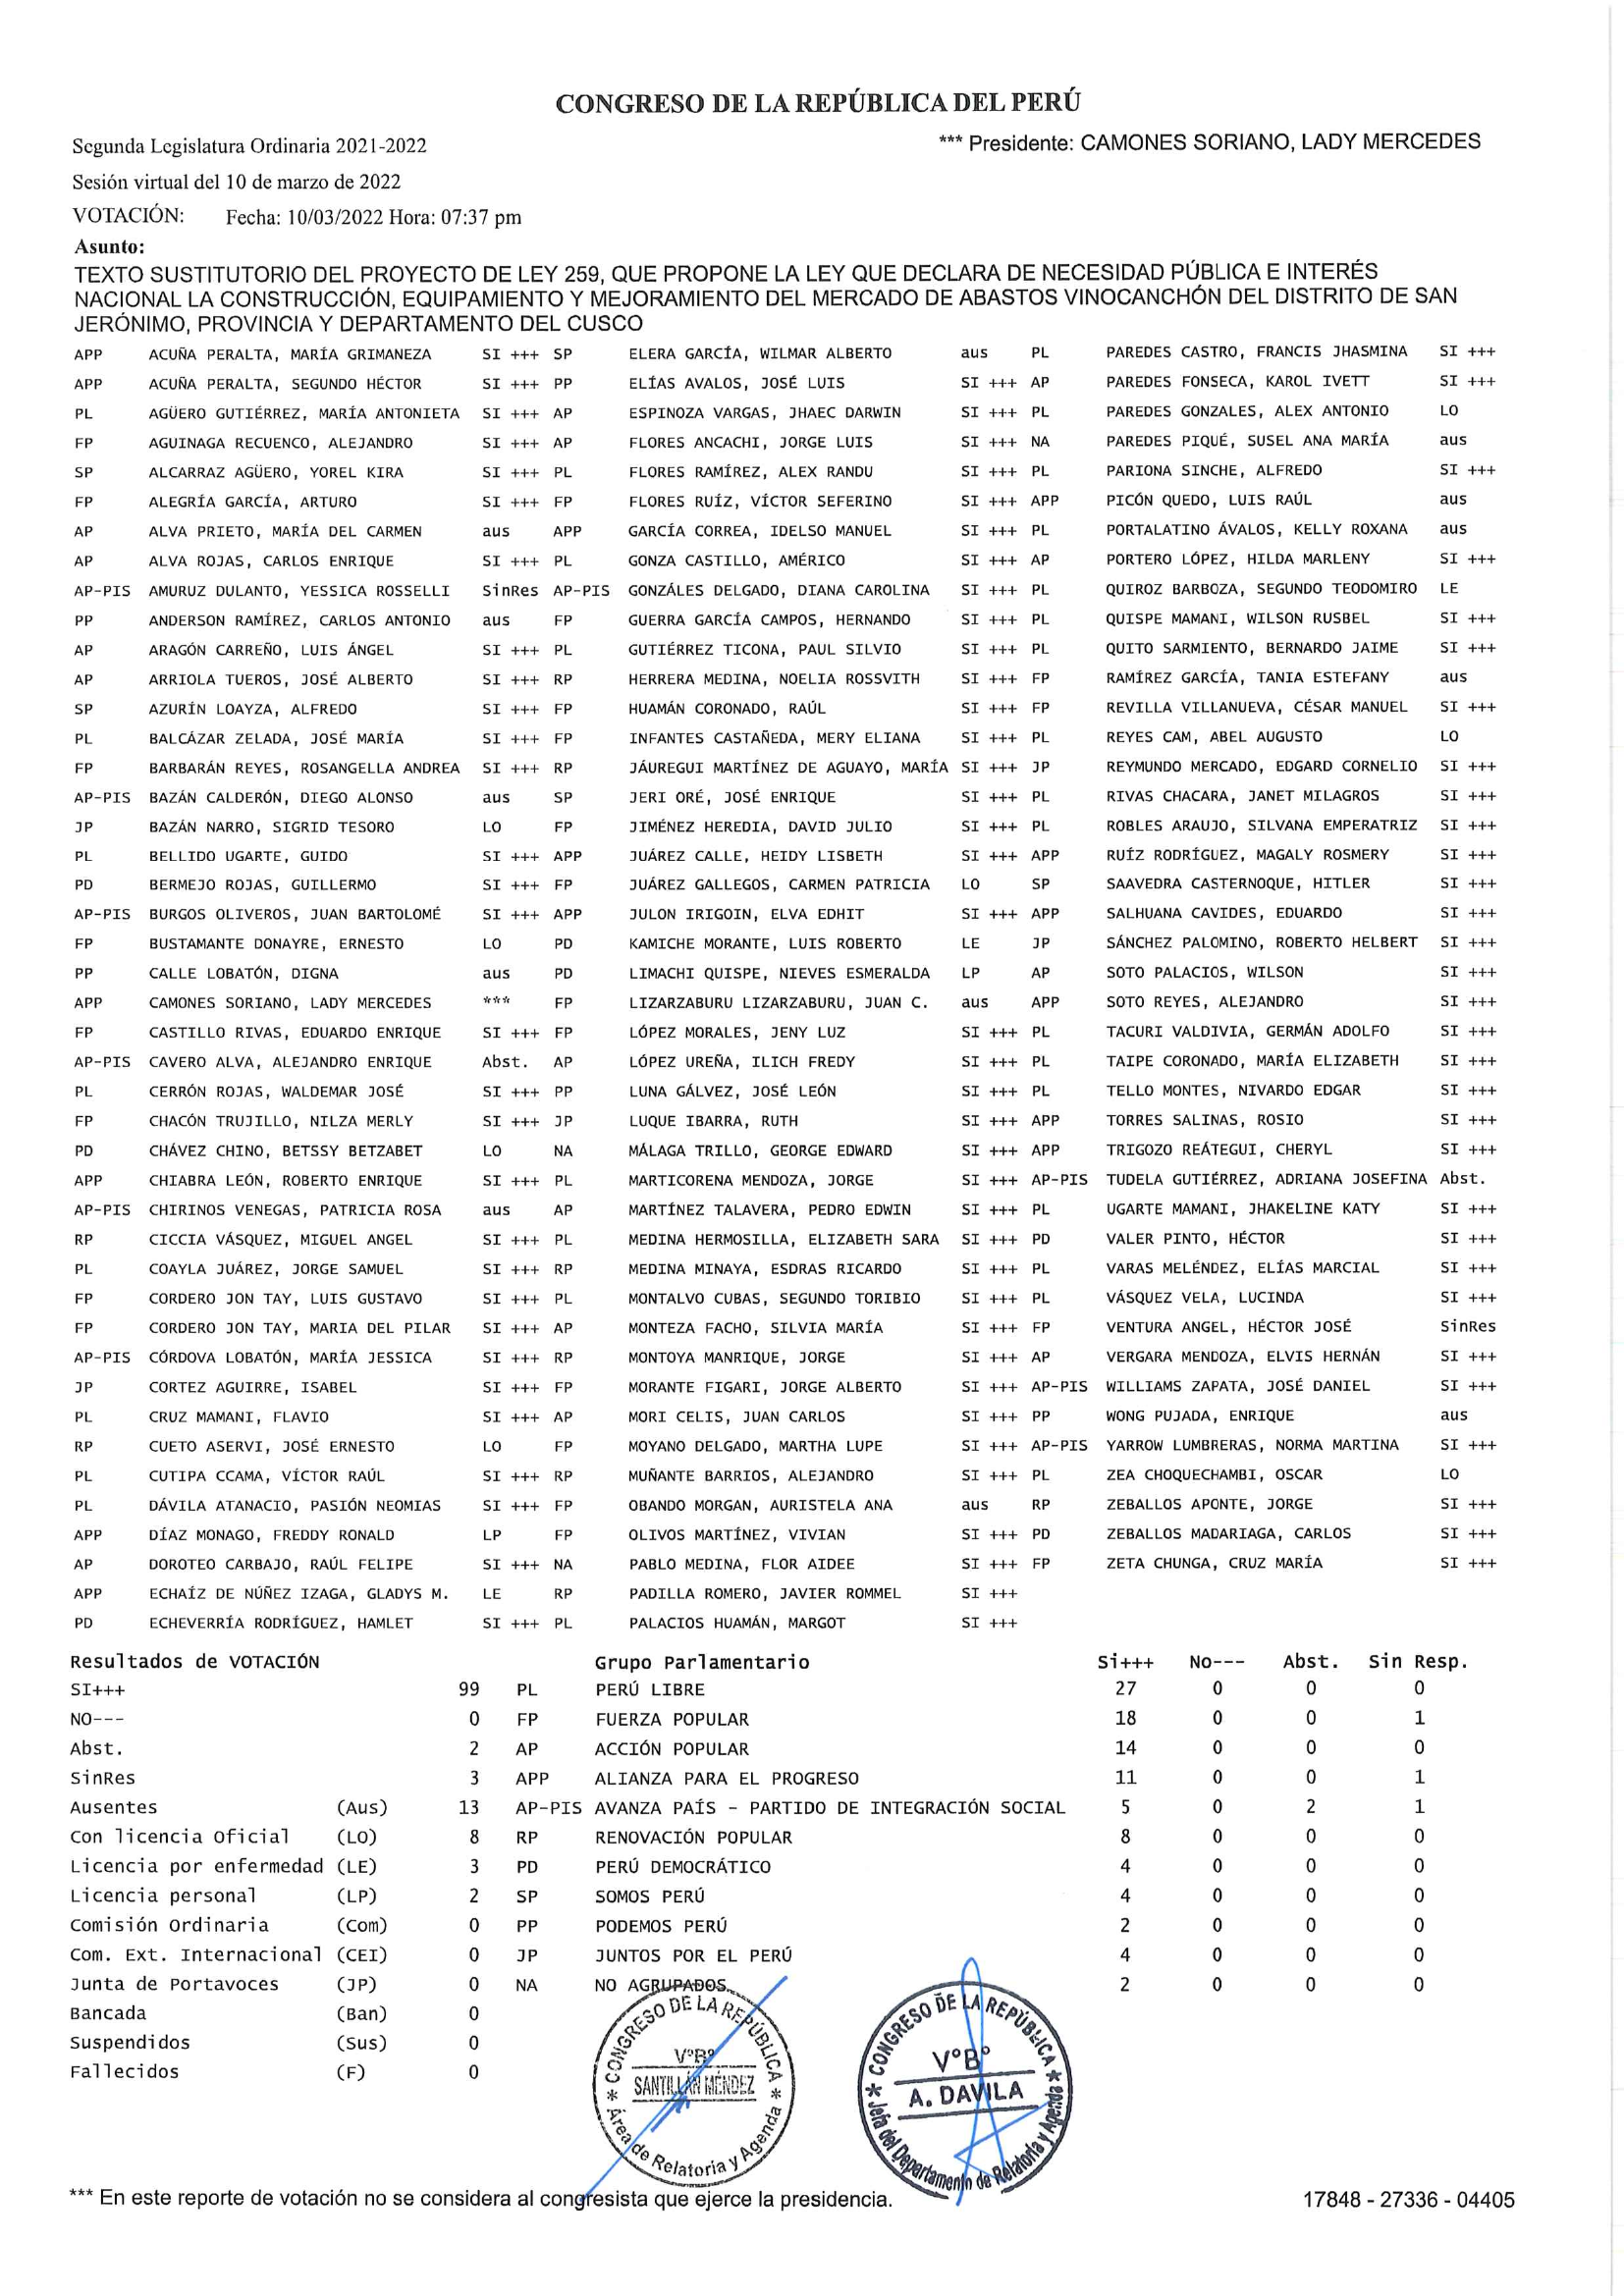 CONGRESO DE LA REPÚBLICA DEL PERÚ
Segunda Legislatura Ordinaria 2021-2022 *** Presidente: CAMONES SORIANO, LADY MERCEDES
Sesión virtual del 10 de marzo de 2022
VOTACIÓN: Fecha: 10/03/2022 Hora: 07:37 pm
Asunto:
TEXTO SUSTITUTORIO DEL PROYECTO DE LEY 259, QUE PROPONE LA LEY QUE DECLARA DE NECESIDAD PÚBLICA E INTERÉS
NACIONAL LA CONSTRUCCIÓN, EQUIPAMIENTO Y MEJORAMIENTO DEL MERCADO DE ABASTOS VINOCANCHÓN DEL DISTRITO DE SAN
JERÓNIMO, PROVINCIA Y DEPARTAMENTO DEL CUSCO
APP ACUÑA PERALTA, MARÍA GRIMANEZA SI +++ SP ELERA GARCÍA, WILMAR ALBERTO aus PL PAREDES CASTRO, FRANCIS JHASMINA SI +++
APP ACUÑA PERALTA, SEGUNDO HÉCTOR SI +++ PP ELÍAS AVALOS, JOSÉ LUIS SI +++ AP PAREDES FONSECA, KAROL IVETT SI +++
PL AGÜERO GUTIÉRREZ, MARÍA ANTONIETA SI +++ AP ESPINOZA VARGAS, JHAEC DARWIN SI +++ PL PAREDES GONZALES, ALEX ANTONIO LO
FP AGUINAGA RECUENCO, ALEJANDRO SI +++ AP FLORES ANCACHI, JORGE LUIS SI +++ NA PAREDES PIQUÉ, SUSEL ANA MARÍA aus
SP ALCARRAZ AGÜERO, YOREL KIRA SI +++ PL FLORES RAMÍREZ, ALEX RANDU SI +++ PL PARIONA SINCHE, ALFREDO SI +++
FP ALEGRÍA GARCÍA, ARTURO SI +++ FP FLORES RUÍZ, VÍCTOR SEFERINO SI +++ APP PICÓN QUEDO, LUIS RAÚL aus
AP ALVA PRIETO, MARÍA DEL CARMEN aus APP GARCÍA CORREA, IDELSO MANUEL SI +++ PL PORTALATINO ÁVALOS, KELLY ROXANA aus
AP ALVA ROJAS, CARLOS ENRIQUE SI +++ PL GONZA CASTILLO, AMÉRICO SI +++ AP PORTERO LÓPEZ, HILDA MARLENY SI +++
AP-PIS AMURUZ DULANTO, YESSICA ROSSELLI SinRes AP-PIS GONZÁLES DELGADO, DIANA CAROLINA SI +++ PL QUIROZ BARBOZA, SEGUNDO TEODOMIRO LE
PP ANDERSON RAMÍREZ, CARLOS ANTONIO aus FP GUERRA GARCÍA CAMPOS, HERNANDO SI +++ PL QUISPE MAMANI, WILSON RUSBEL SI +++
AP ARAGÓN CARREÑO, LUIS ÁNGEL SI +++ PL GUTIÉRREZ TICONA, PAUL SILVIO SI +++ PL QUITO SARMIENTO, BERNARDO JAIME SI +++
AP ARRIOLA TUEROS, JOSÉ ALBERTO SI +++ RP HERRERA MEDINA, NOELIA ROSSVITH SI +++ FP RAMÍREZ GARCÍA, TANIA ESTEFANY aus
SP AZURÍN LOAYZA, ALFREDO SI +++ FP HUAMÁN CORONADO, RAÚL SI +++ FP REVILLA VILLANUEVA, CÉSAR MANUEL SI +++
PL BALCÁZAR ZELADA, JOSÉ MARÍA SI +++ FP INFANTES CASTAÑEDA, MERY ELIANA SI +++ PL REYES CAM, ABEL AUGUSTO LO
FP BARBARÁN REYES, ROSANGELLA ANDREA SI +++ RP JÁUREGUI MARTÍNEZ DE AGUAYO, MARÍA SI +++ JP REYMUNDO MERCADO, EDGARD CORNELIO SI +++
AP-PIS BAZÁN CALDERÓN, DIEGO ALONSO aus SP JERI ORÉ, JOSÉ ENRIQUE SI +++ PL RIVAS CHACARA, JANET MILAGROS SI +++
JP BAZÁN NARRO, SIGRID TESORO LO FP JIMÉNEZ HEREDIA, DAVID JULIO SI +++ PL ROBLES ARAUJO, SILVANA EMPERATRIZ SI +++
PL BELLIDO UGARTE, GUIDO SI +++ APP JUÁREZ CALLE, HEIDY LISBETH SI +++ APP RUÍZ RODRÍGUEZ, MAGALY ROSMERY SI +++
PD BERMEJO ROJAS, GUILLERMO SI +++ FP JUÁREZ GALLEGOS, CARMEN PATRICIA LO SP SAAVEDRA CASTERNOQUE, HITLER SI +++
AP-PIS BURGOS OLIVEROS, JUAN BARTOLOMÉ SI +++ APP JULON IRIGOIN, ELVA EDHIT SI +++ APP SALHUANA CAVIDES, EDUARDO SI +++
FP BUSTAMANTE DONAYRE, ERNESTO LO PD KAMICHE MORANTE, LUIS ROBERTO LE JP SÁNCHEZ PALOMINO, ROBERTO HELBERT SI +++
PP CALLE LOBATÓN, DIGNA aus PD LIMACHI QUISPE, NIEVES ESMERALDA LP AP SOTO PALACIOS, WILSON SI +++
APP CAMONES SORIANO, LADY MERCEDES *** FP LIZARZABURU LIZARZABURU, JUAN C. aus APP SOTO REYES, ALEJANDRO SI +++
FP CASTILLO RIVAS, EDUARDO ENRIQUE SI +++ FP LÓPEZ MORALES, JENY LUZ SI +++ PL TACURI VALDIVIA, GERMÁN ADOLFO SI +++
AP-PIS CAVERO ALVA, ALEJANDRO ENRIQUE Abst. AP LÓPEZ UREÑA, ILICH FREDY SI +++ PL TAIPE CORONADO, MARÍA ELIZABETH SI +++
PL CERRÓN ROJAS, WALDEMAR JOSÉ SI +++ PP LUNA GÁLVEZ, JOSÉ LEÓN SI +++ PL TELLO MONTES, NIVARDO EDGAR SI +++
FP CHACÓN TRUJILLO, NILZA MERLY SI +++ JP LUQUE IBARRA, RUTH SI +++ APP TORRES SALINAS, ROSIO SI +++
PD CHÁVEZ CHINO, BETSSY BETZABET LO NA MÁLAGA TRILLO, GEORGE EDWARD SI +++ APP TRIGOZO REÁTEGUI, CHERYL SI +++
APP CHIABRA LEÓN, ROBERTO ENRIQUE SI +++ PL MARTICORENA MENDOZA, JORGE SI +++ AP-PIS TUDELA GUTIÉRREZ, ADRIANA JOSEFINA Abst.
AP-PIS CHIRINOS VENEGAS, PATRICIA ROSA aus AP MARTÍNEZ TALAVERA, PEDRO EDWIN SI +++ PL UGARTE MAMANI, JHAKELINE KATY SI +++
RP CICCIA VÁSQUEZ, MIGUEL ANGEL SI +++ PL MEDINA HERMOSILLA, ELIZABETH SARA SI +++ PD VALER PINTO, HÉCTOR SI +++
PL COAYLA JUÁREZ, JORGE SAMUEL SI +++ RP MEDINA MINAYA, ESDRAS RICARDO SI +++ PL VARAS MELÉNDEZ, ELÍAS MARCIAL SI +++
FP CORDERO JON TAY, LUIS GUSTAVO SI +++ PL MONTALVO CUBAS, SEGUNDO TORIBIO SI +++ PL VÁSQUEZ VELA, LUCINDA SI +++
FP CORDERO JON TAY, MARIA DEL PILAR SI +++ AP MONTEZA FACHO, SILVIA MARÍA SI +++ FP VENTURA ANGEL, HÉCTOR JOSÉ SinRes
AP-PIS CÓRDOVA LOBATÓN, MARÍA JESSICA SI +++ RP MONTOYA MANRIQUE, JORGE SI +++ AP VERGARA MENDOZA, ELVIS HERNÁN SI +++
JP CORTEZ AGUIRRE, ISABEL SI +++ FP MORANTE FIGARI, JORGE ALBERTO SI +++ AP-PIS WILLIAMS ZAPATA, JOSÉ DANIEL SI +++
PL CRUZ MAMANI, FLAVIO SI +++ AP MORI CELIS, JUAN CARLOS SI +++ PP WONG PUJADA, ENRIQUE aus
RP CUETO ASERVI, JOSÉ ERNESTO LO FP MOYANO DELGADO, MARTHA LUPE SI +++ AP-PIS YARROW LUMBRERAS, NORMA MARTINA SI +++
PL CUTIPA CCAMA, VÍCTOR RAÚL SI +++ RP MUÑANTE BARRIOS, ALEJANDRO SI +++ PL ZEA CHOQUECHAMBI, OSCAR LO
PL DÁVILA ATANACIO, PASIÓN NEOMIAS SI +++ FP OBANDO MORGAN, AURISTELA ANA aus RP ZEBALLOS APONTE, JORGE SI +++
APP DÍAZ MONAGO, FREDDY RONALD LP FP OLIVOS MARTÍNEZ, VIVIAN SI +++ PD ZEBALLOS MADARIAGA, CARLOS SI +++
AP DOROTEO CARBAJO, RAÚL FELIPE SI +++ NA PABLO MEDINA, FLOR AIDEE SI +++ FP ZETA CHUNGA, CRUZ MARÍA SI +++
APP ECHAÍZ DE NÚÑEZ IZAGA, GLADYS M. LE RP PADILLA ROMERO, JAVIER ROMMEL SI +++
PD ECHEVERRÍA RODRÍGUEZ, HAMLET SI +++ PL PALACIOS HUAMÁN, MARGOT SI +++
Resultados de VOTACIÓN Grupo Parlamentario Si+++ No--- Abst. Sin Resp.
SI+++ 99 PL PERÚ LIBRE 27 0 0 0
NO--- 0 FP FUERZA POPULAR 18 0 0 1
Abst. 2 AP ACCIÓN POPULAR 14 0 0 0
SinRes 3 APP ALIANZA PARA EL PROGRESO 11 0 0 1
Ausentes (Aus) 13 AP-PIS AVANZA PAÍS - PARTIDO DE INTEGRACIÓN SOCIAL 5 0 2 1
Con licencia Oficial (LO) 8 RP RENOVACIÓN POPULAR 8 0 0 0
Licencia por enfermedad (LE) 3 PD PERÚ DEMOCRÁTICO 4 0 0 0
Licencia personal (LP) 2 SP SOMOS PERÚ 4 0 0 0
Comisión Ordinaria (Com) 0 PP PODEMOS PERÚ 2 0 0 0
Com. Ext. Internacional (CEI) 0 JP JUNTOS POR EL PERÚ 4 0 0 0
Junta de Portavoces (JP) 0 NA NO AGRUPADOS 2 0 0 0
Bancada (Ban) 0
Suspendidos (Sus) 0
Fallecidos (F) 0
* CONGRESO DE LA REPÚBLICA *
V°B°
SANTILLÁN MÉNDEZ
Área de Relatoría y Agenda
* CONGRESO DE LA REPÚBLICA *
V°B°
A. DAVILA
Jefa del Departamento de Relatoría y Agenda
*** En este reporte de votación no se considera al congresista que ejerce la presidencia. 17848 - 27336 - 04405